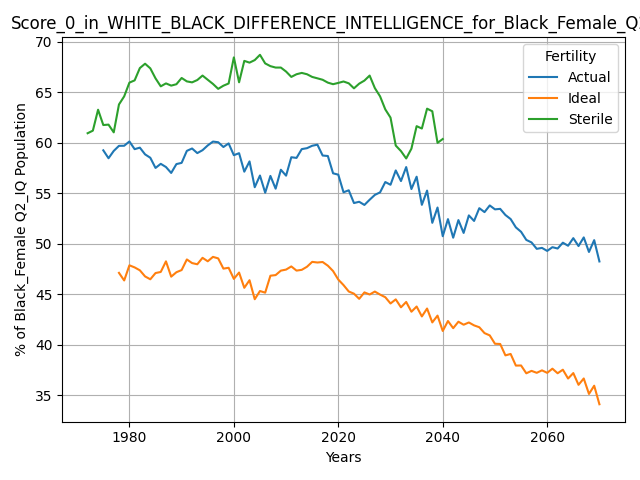 Score_0_in_WHITE_BLACK_DIFFERENCE_INTELLIGENCE_for_Black_Female_Q
70
65
60
55
50
45
40
35
% of Black_Female Q2_IQ Population
Fertility
Actual
Ideal
Sterile
1980
2000
2020
2040
2060
Years